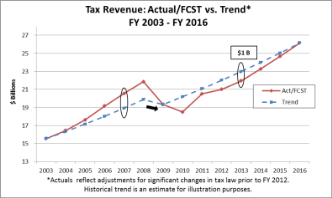 Tax Revenue: Actual/FCST vs. Trend*
FY 2003 - FY 2016
$ Billions
27
25
23
21
19
17
15
13
$1 B
Act/FCST
Trend
2003 2004 2005 2006 2007 2008 2009 2010 2011 2012 2013 2014 2015 2016
*Actuals reflect adjustments for significant changes in tax law prior to FY 2012.
Historical trend is an estimate for illustration purposes.